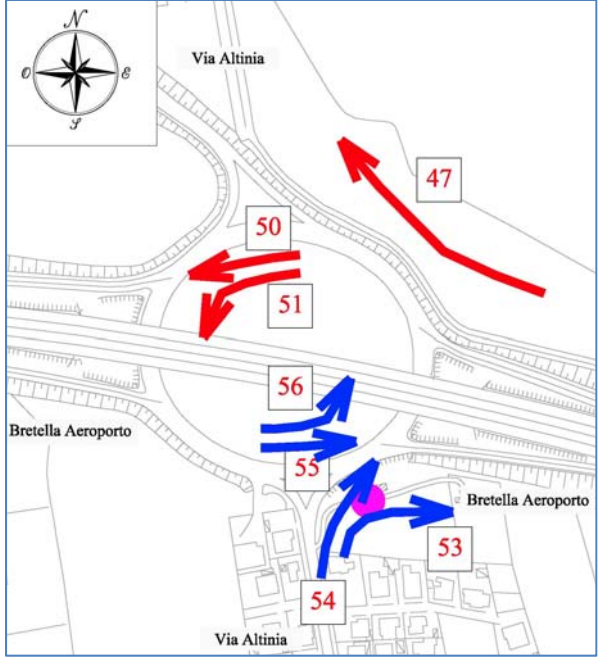 N
O
E
S
Via Altinia
47
50
51
56
Bretella Aeroporto
55
Bretella Aeroporto
53
54
Via Altinia